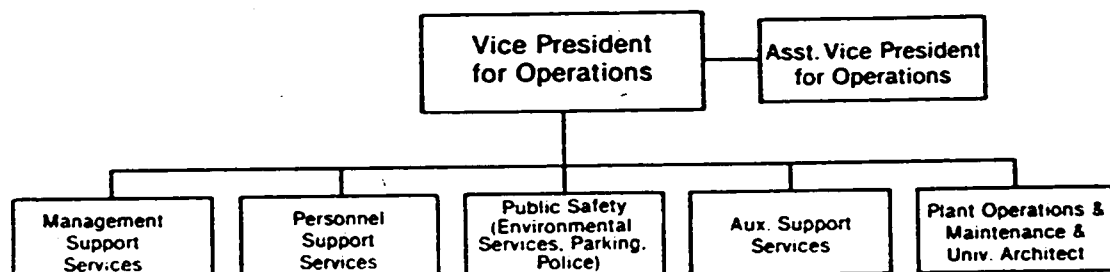 Vice President
for Operations
Asst. Vice President
for Operations
Management
Support
Services
Personnel
Support
Services
Public Safety
(Environmental
Services, Parking,
Police)
Aux. Support
Services
Plant Operations &
Maintenance &
Univ. Architect